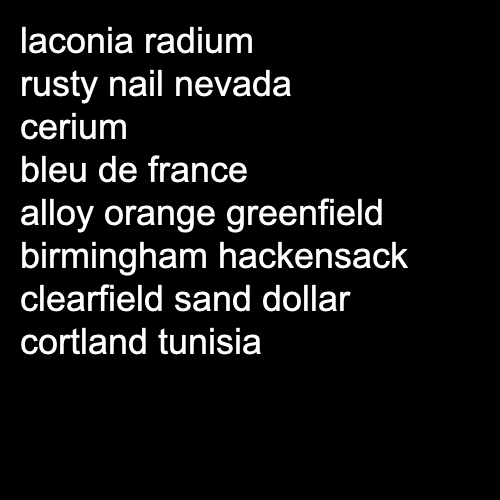 laconia radium
rusty nail nevada
cerium
bleu de france
alloy orange greenfield
birmingham hackensack
clearfield sand dollar
cortland tunisia